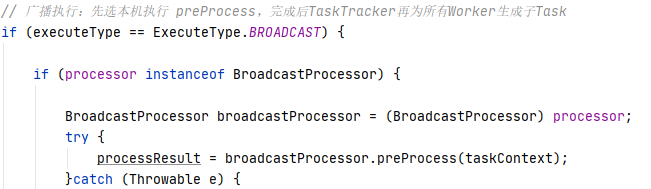 // 广播执行：先选本机执行 preProcess，完成后TaskTracker再为所有Worker生成子Task
if (executeType == ExecuteType.BROADCAST) {
if (processor instanceof BroadcastProcessor) {
BroadcastProcessor broadcastProcessor = (BroadcastProcessor) processor;
try {
processResult = broadcastProcessor.preProcess(taskContext);
}catch (Throwable e) {